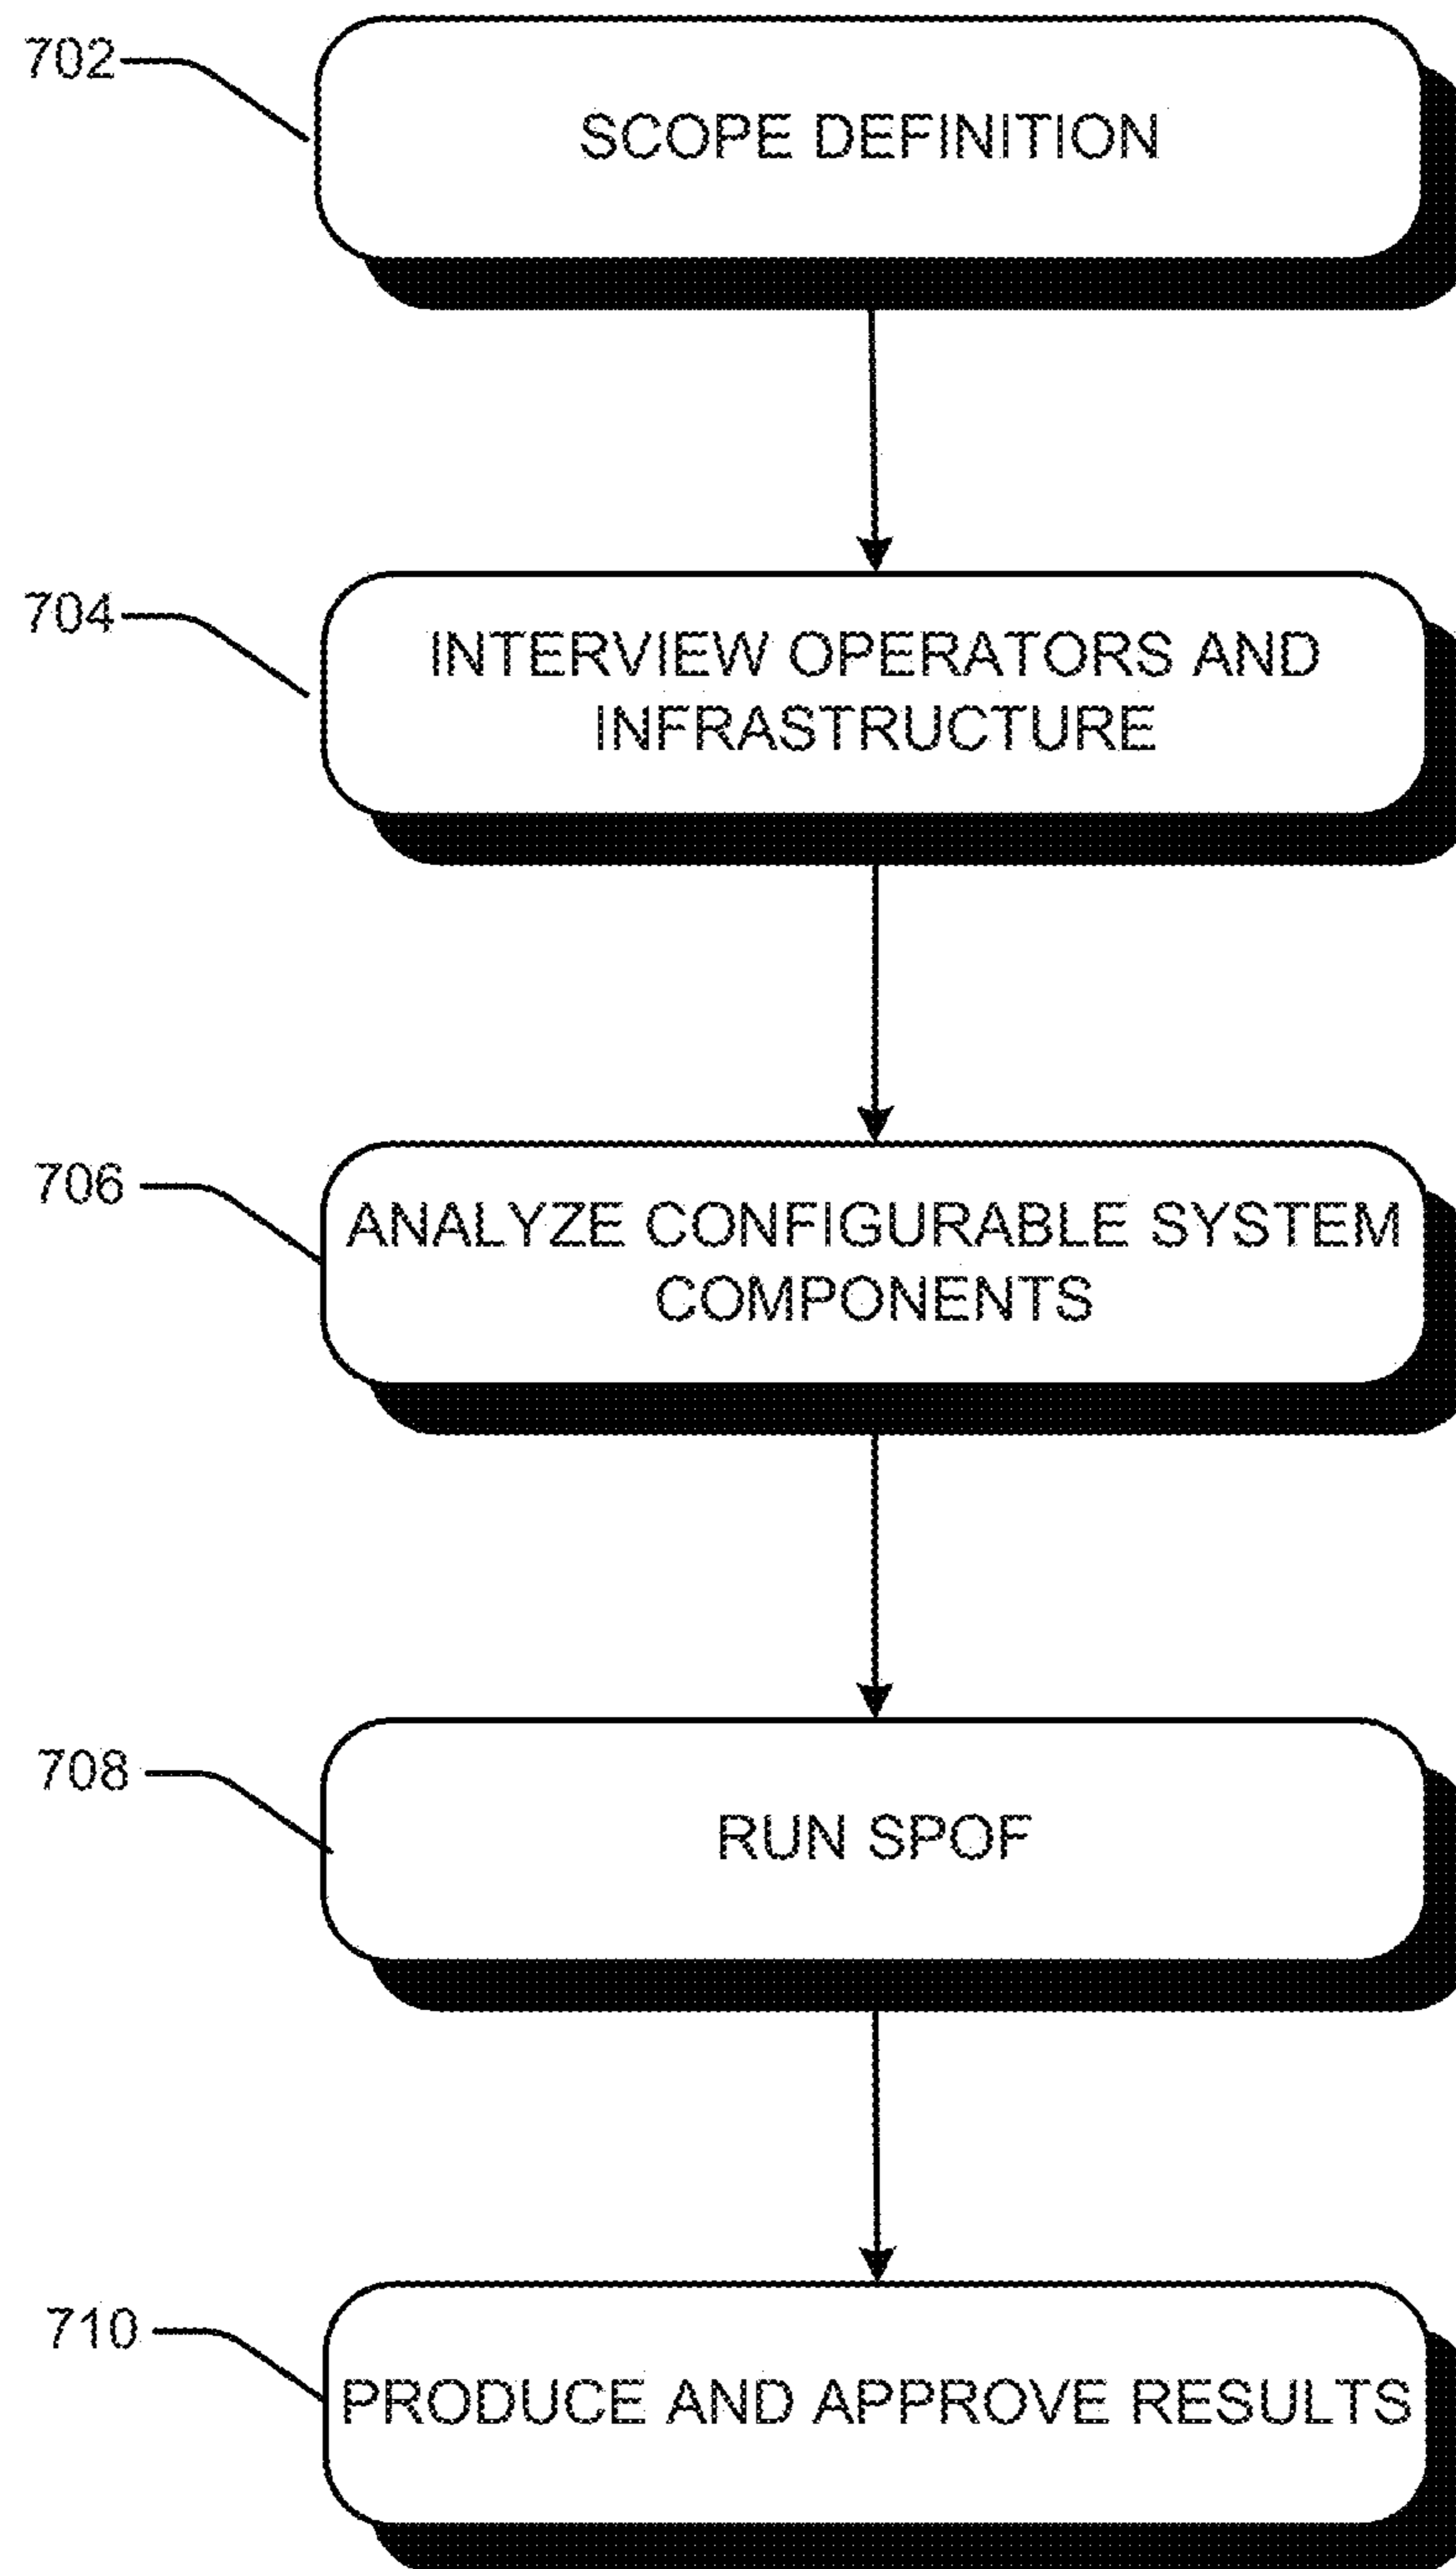 702
SCOPE DEFINITION
704
INTERVIEW OPERATORS AND
INFRASTRUCTURE
706
ANALYZE CONFIGURABLE SYSTEM
COMPONENTS
708
RUN SPOF
710
PRODUCE AND APPROVE RESULTS